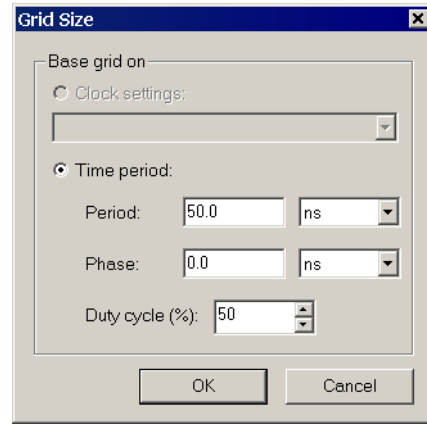 Grid Size
Base grid on
Clock settings:
Time period:
Period: 50.0 ns
Phase: 0.0 ns
Duty cycle (%): 50
OK Cancel